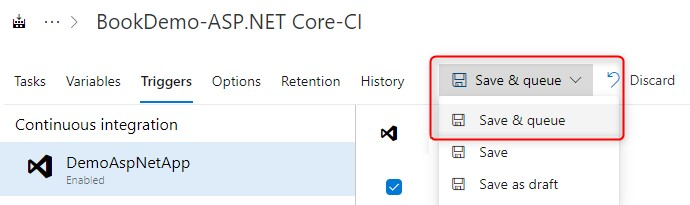 ··· > BookDemo-ASP.NET Core-CI
Tasks Variables Triggers Options Retention History Save & queue Discard
Continuous integration
Save & queue
DemoAspNetApp
Enabled
Save
Save as draft